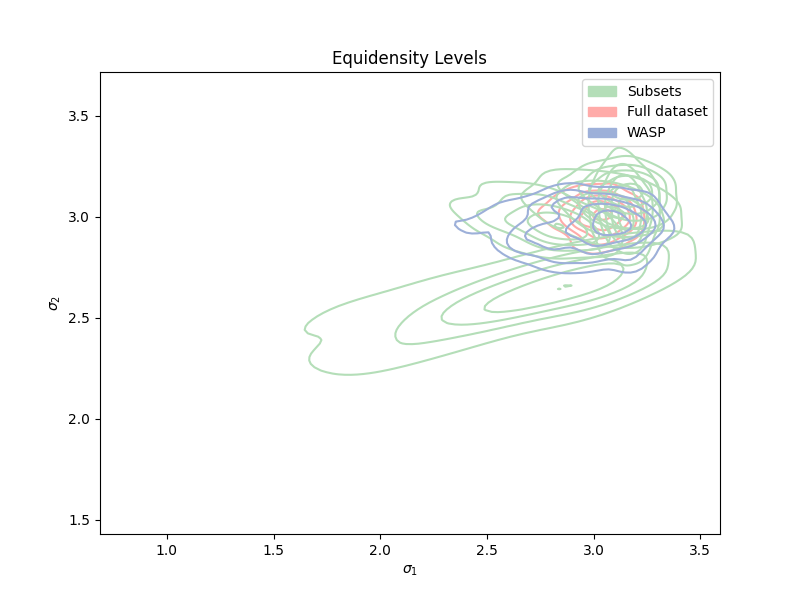 Equidensity Levels
Subsets
Full dataset
WASP
3.5
3.0
2.5
2.0
1.5
σ₂
1.0 1.5 2.0 2.5 3.0 3.5
σ₁